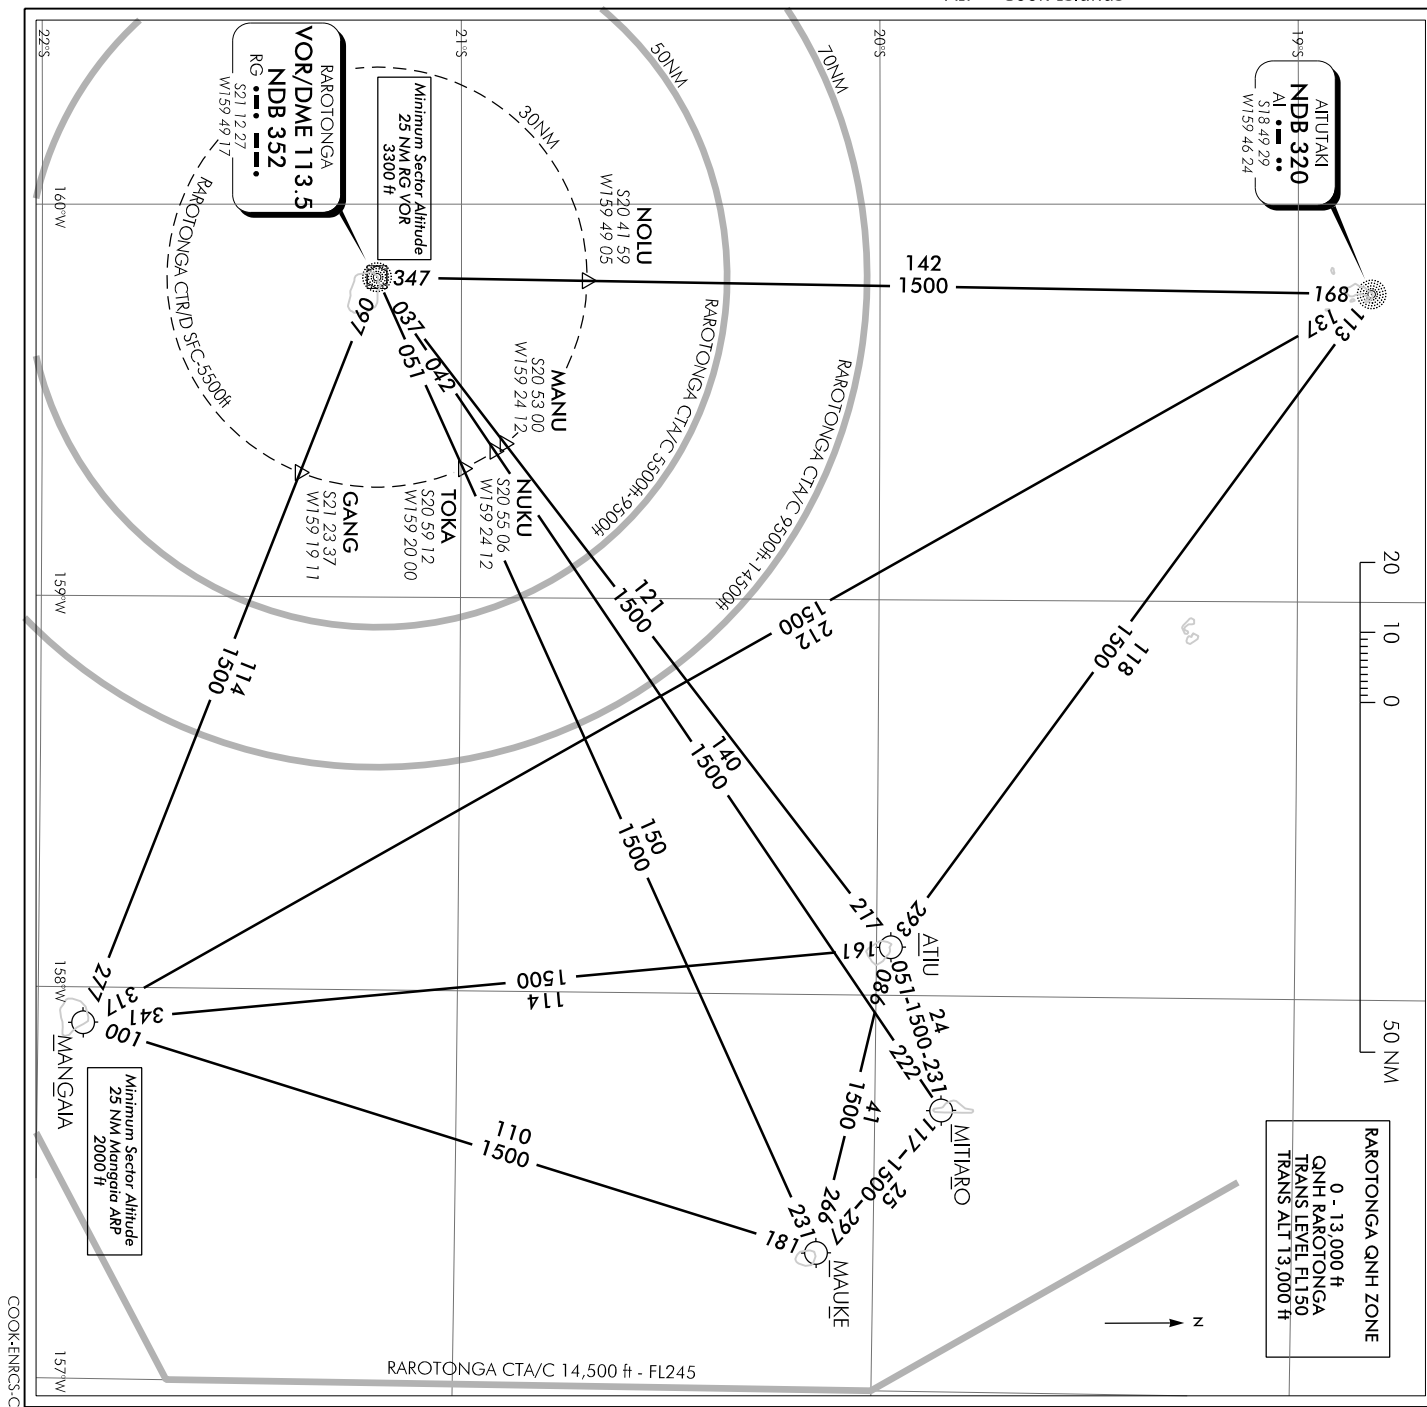 AITUTAKI
NDB 320
AI
S18 49 29
W159 46 24
RAROTONGA
VOR/DME 113.5
NDB 352
RG
S21 12 27
W159 49 17
Minimum Sector Altitude
25 NM RG VOR
3300 ft
22°S
21°S
20°S
19°S
160°W
159°W
158°W
157°W
30NM
50NM
70NM
RAROTONGA CTR/D SFC-5500ft
RAROTONGA CTA/C 5500ft-9500ft
RAROTONGA CTA/C 9500ft-14500ft
RAROTONGA CTA/C 14,500 ft - FL245
NOLU
S20 41 59
W159 49 05
MANU
S20 53 00
W159 24 12
NUKU
S20 55 06
W159 24 12
TOKA
S20 59 12
W159 20 00
GANG
S21 23 37
W159 19 11
347
142
1500
168
137
113
037
042
051
097
121
1500
140
1500
150
1500
114
1500
212
1500
118
1500
217
293
161
086
ATIU
24
051-1500-231
222
MITIARO
117-1500-297
25
41
1500
266
231
181
MAUKE
114
1500
277
317
341
100
MANGAIA
110
1500
Minimum Sector Altitude
25 NM Mangaia ARP
2000 ft
20
10
0
50 NM
RAROTONGA QNH ZONE
0 - 13,000 ft
QNH RAROTONGA
TRANS LEVEL FL150
TRANS ALT 13,000 ft
N
COOK-ENRCS-C